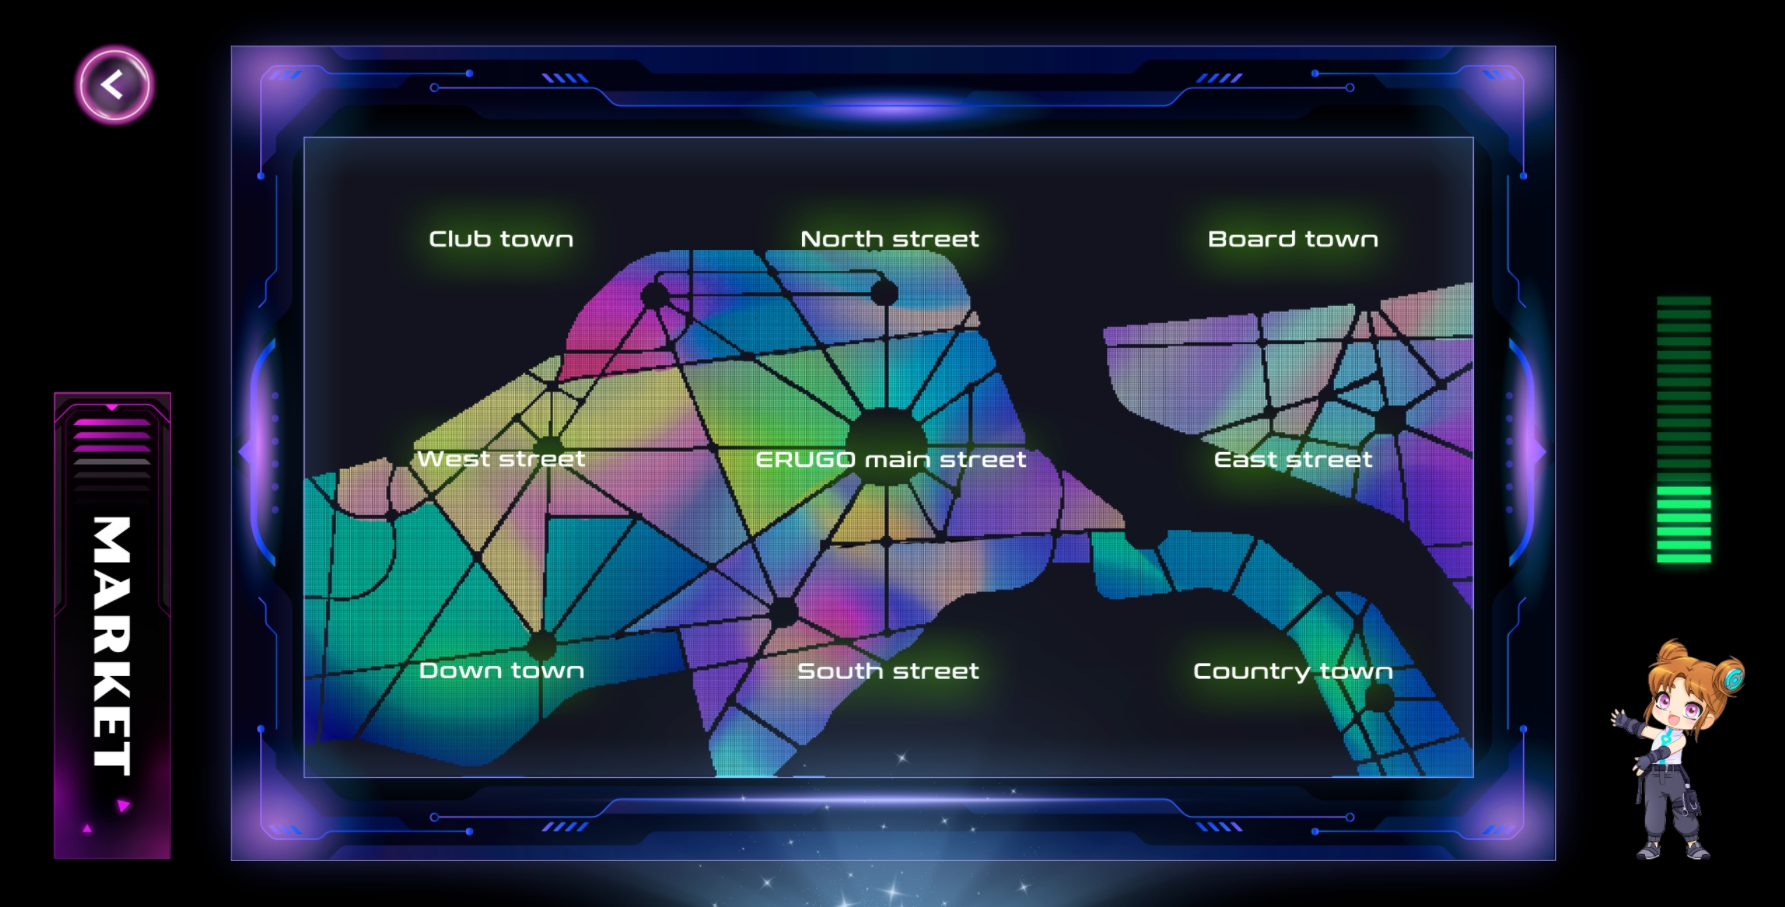 Club town
North street
Board town
West street
ERUGO main street
East street
Down town
South street
Country town
MARKET